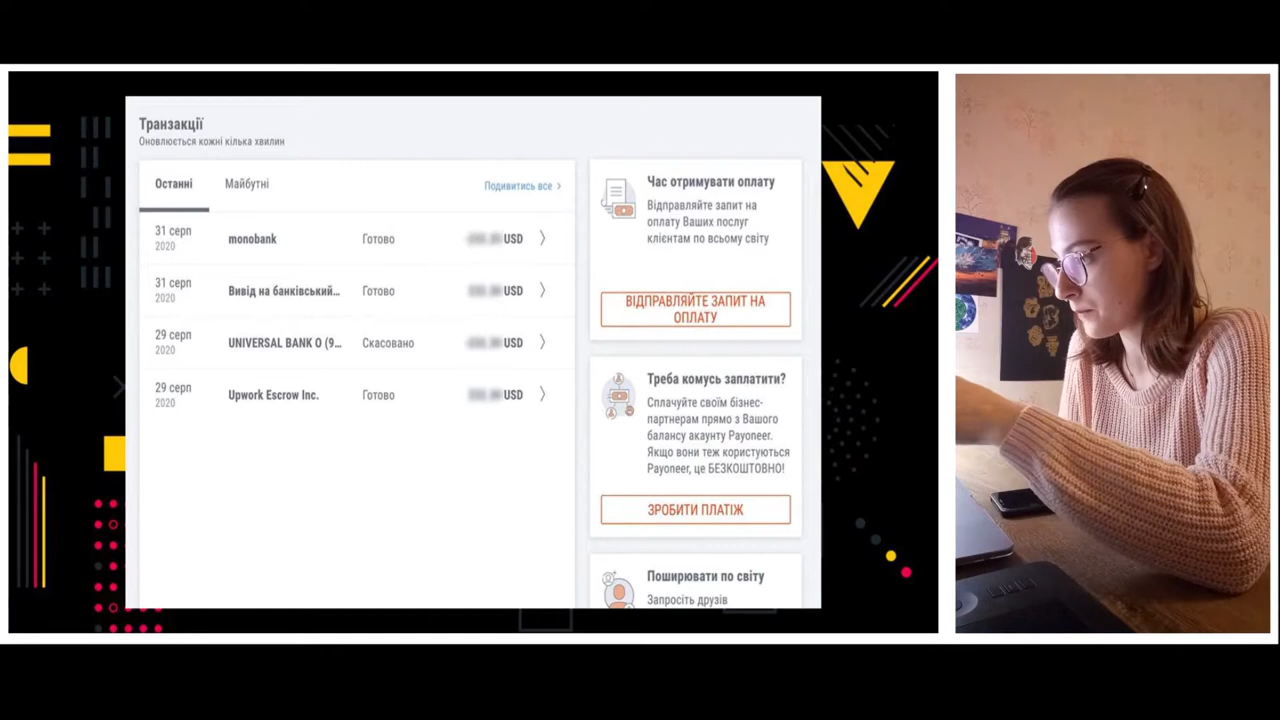 Транзакції
Оновлюється кожні кілька хвилин
Останні
Майбутні
Подивитись все
31 серп
2020
monobank
Готово
USD
31 серп
2020
Вивід на банківський...
Готово
USD
29 серп
2020
UNIVERSAL BANK O (9...
Скасовано
USD
29 серп
2020
Upwork Escrow Inc.
Готово
USD
Час отримувати оплату
Відправляйте запит на
оплату Ваших послуг
клієнтам по всьому світу
ВІДПРАВЛЯЙТЕ ЗАПИТ НА
ОПЛАТУ
Треба комусь заплатити?
Сплачуйте своїм бізнес-
партнерам прямо з Вашого
балансу акаунту Payoneer.
Якщо вони теж користуються
Payoneer, це БЕЗКОШТОВНО!
ЗРОБИТИ ПЛАТІЖ
Поширювати по світу
Запросіть друзів